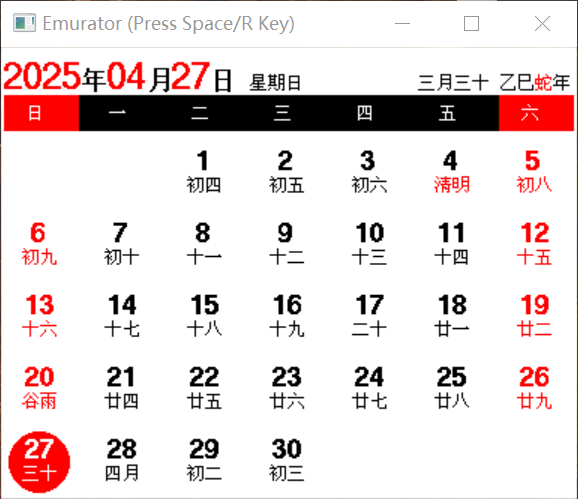 Emurator (Press Space/R Key)
2025年04月27日 星期日 三月三十 乙巳蛇年
日 一 二 三 四 五 六
1 2 3 4 5
初四 初五 初六 清明 初八
6 7 8 9 10 11 12
初九 初十 十一 十二 十三 十四 十五
13 14 15 16 17 18 19
十六 十七 十八 十九 二十 廿一 廿二
20 21 22 23 24 25 26
谷雨 廿四 廿五 廿六 廿七 廿八 廿九
27 28 29 30
三十 四月 初二 初三